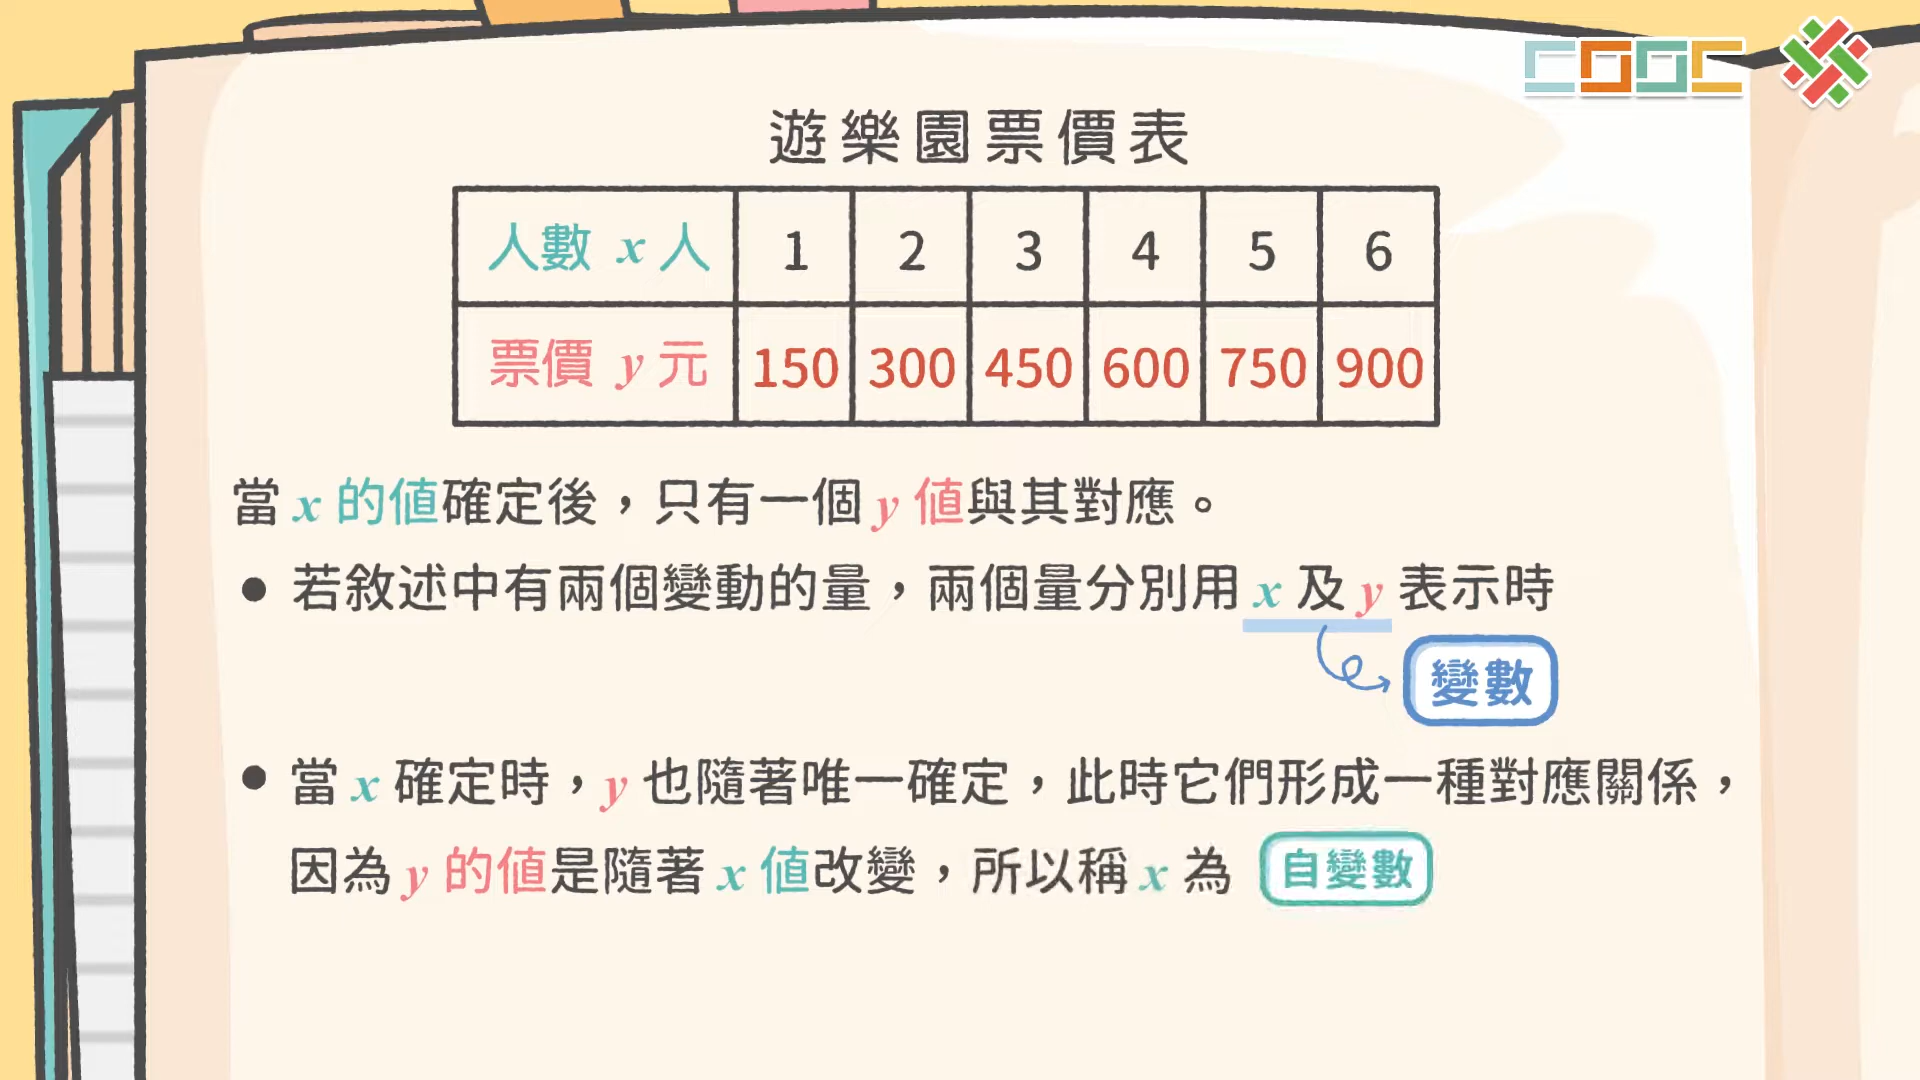 COOC
遊樂園票價表
人數 x 人 1 2 3 4 5 6
票價 y 元 150 300 450 600 750 900
當 x 的值確定後，只有一個 y 值與其對應。
● 若敘述中有兩個變動的量，兩個量分別用 x 及 y 表示時
變數
● 當 x 確定時，y 也隨著唯一確定，此時它們形成一種對應關係，
因為 y 的值是隨著 x 值改變，所以稱 x 為 自變數